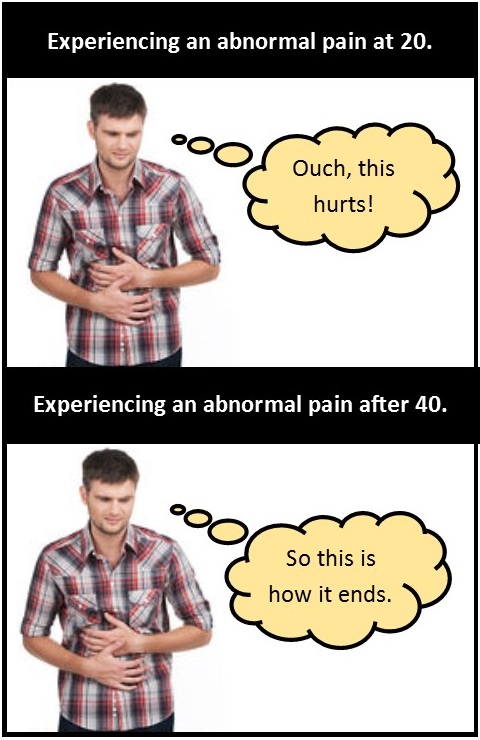 Experiencing an abnormal pain at 20.
Ouch, this
hurts!
Experiencing an abnormal pain after 40.
So this is
how it ends.